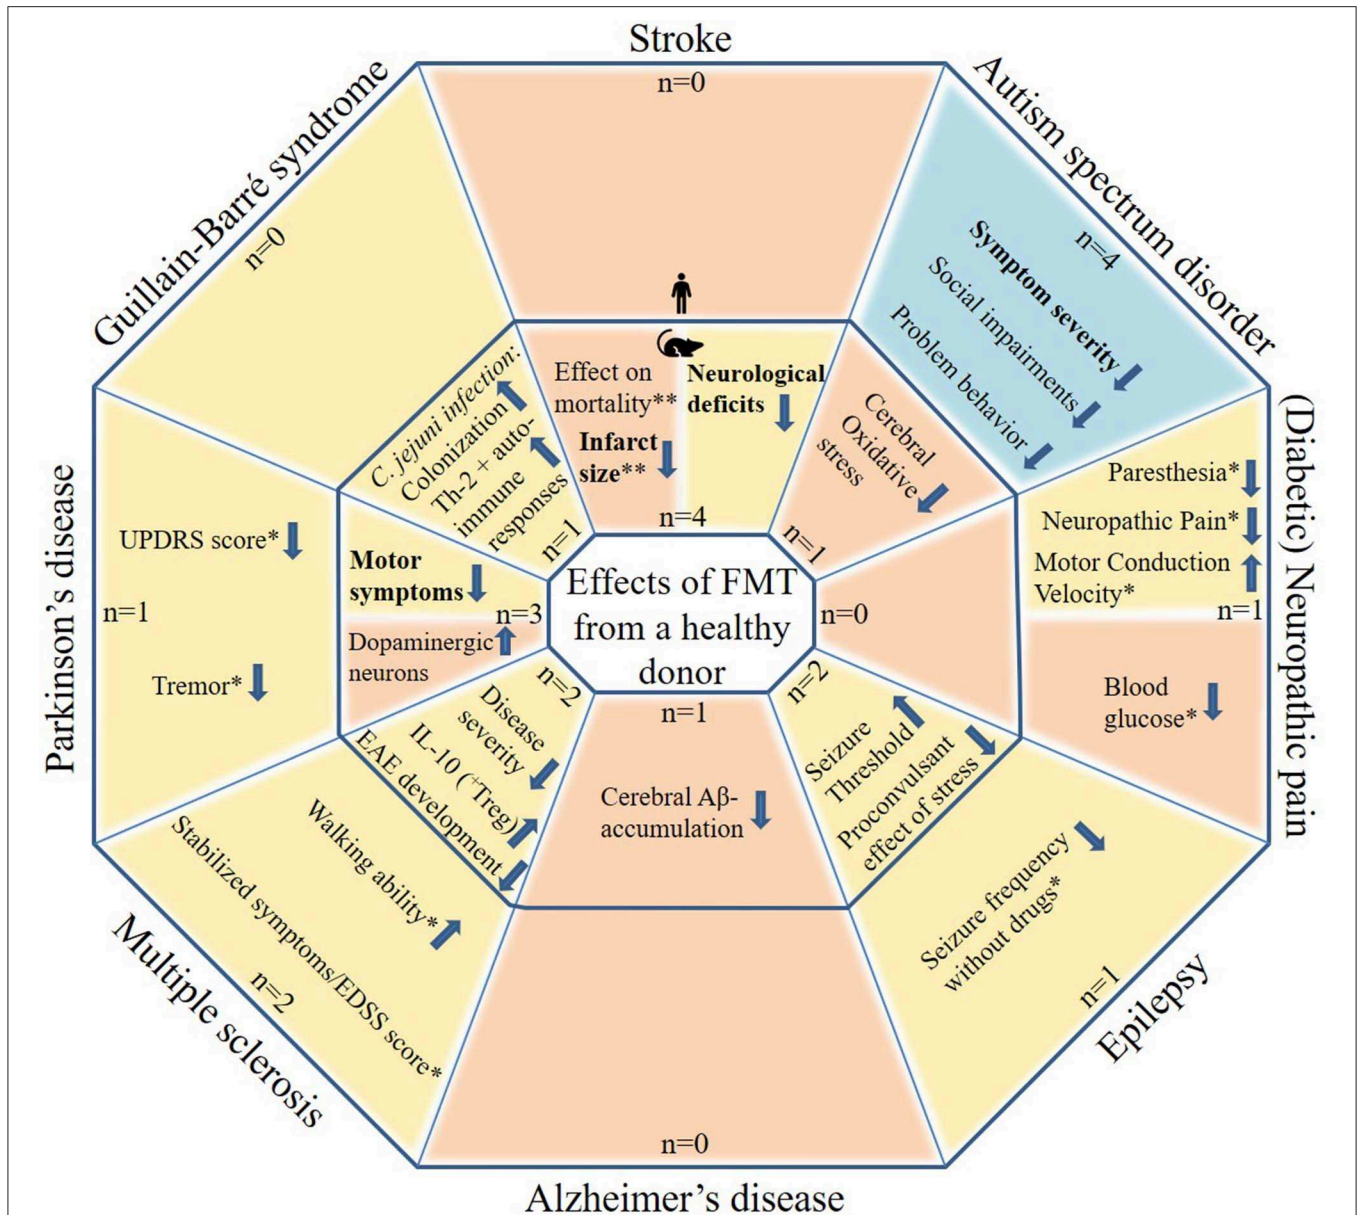 Stroke
n=0
Autism spectrum disorder
n=4
Symptom severity
Social impairments
Problem behavior
Guillain-Barré syndrome
n=0
C. jejuni infection:
Colonization
Th-2 + auto-
immune
responses
n=1
Effect on
mortality**
Infarct
size**
Neurological
deficits
n=4
Cerebral
Oxidative
stress
n=1
(Diabetic) Neuropathic pain
Paresthesia*
Neuropathic Pain*
Motor Conduction
Velocity*
n=1
Blood
glucose*
n=0
Parkinson’s disease
UPDRS score*
n=1
Tremor*
Motor
symptoms
n=3
Dopaminergic
neurons
Effects of FMT
from a healthy
donor
n=2
Disease
severity
IL-10 (⁺Treg)
EAE development
n=1
Cerebral Aβ-
accumulation
n=2
Seizure
Threshold
Proconvulsant
effect of stress
Walking ability*
Stabilized symptoms/EDSS score*
n=2
Multiple sclerosis
Seizure frequency
without drugs*
n=1
Epilepsy
n=0
Alzheimer’s disease